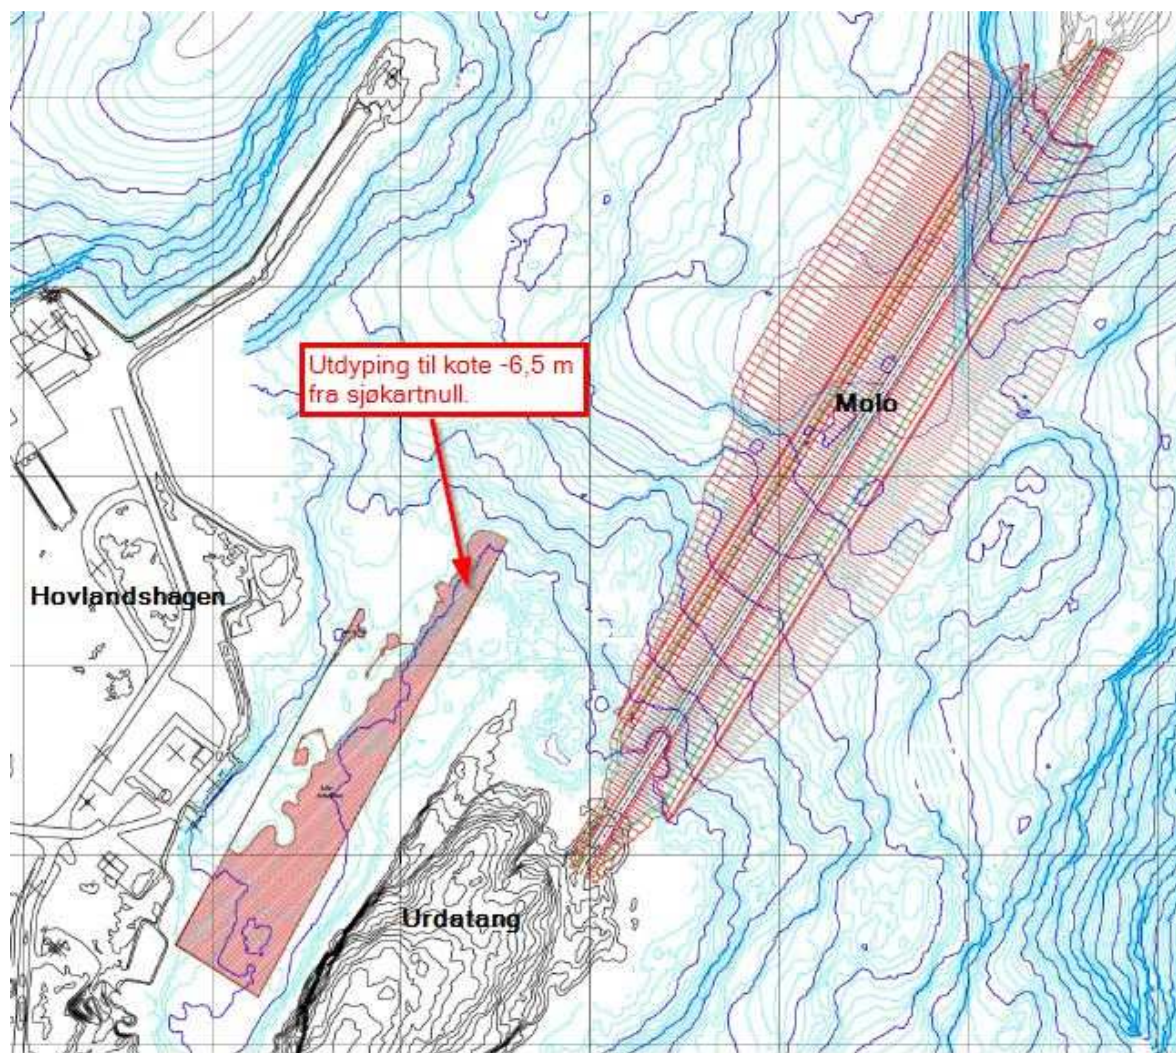 Utdyping til kote -6,5 m
fra sjøkartnull.
Molo
Hovlandshagen
Urdatang